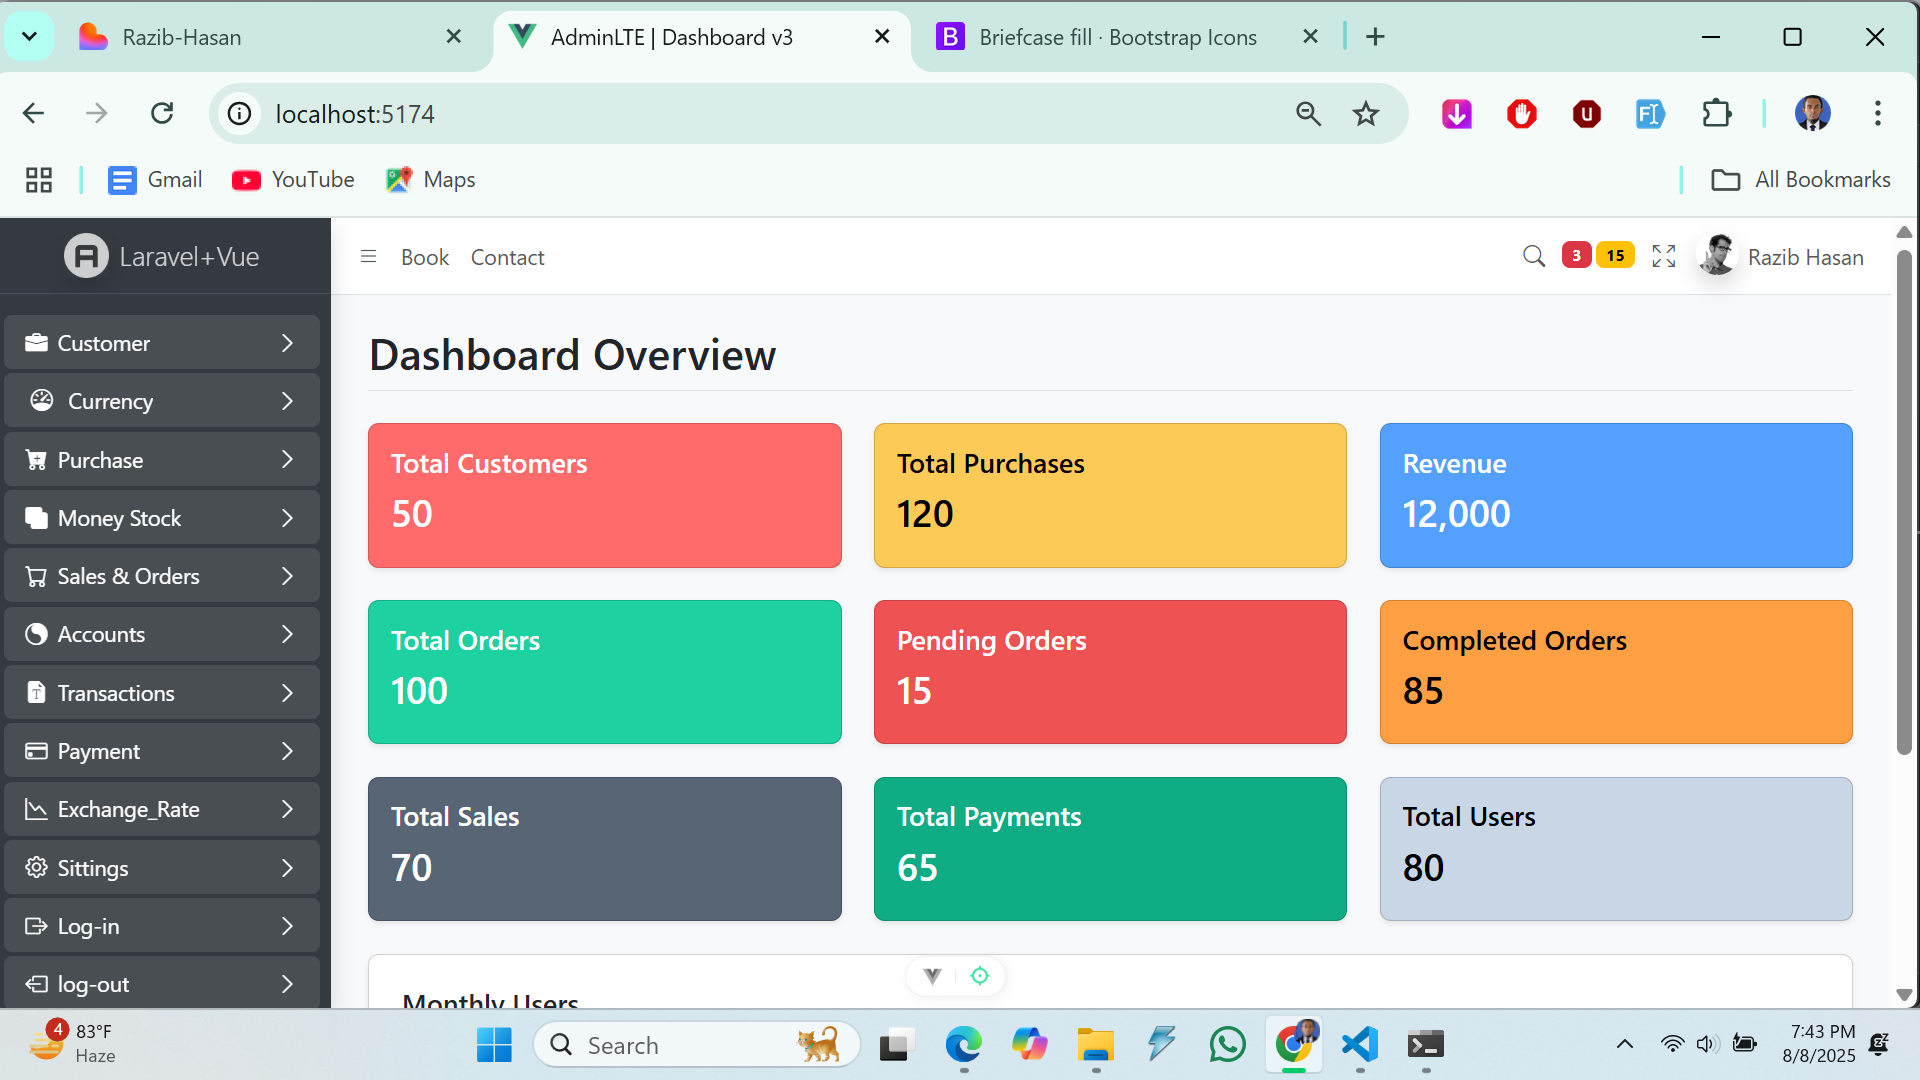 Razib-Hasan
AdminLTE | Dashboard v3
Briefcase fill · Bootstrap Icons
localhost:5174
Gmail
YouTube
Maps
All Bookmarks
Laravel+Vue
Book
Contact
3
15
Razib Hasan
Customer
Currency
Purchase
Money Stock
Sales & Orders
Accounts
Transactions
Payment
Exchange_Rate
Sittings
Log-in
log-out
Dashboard Overview
Total Customers
50
Total Purchases
120
Revenue
12,000
Total Orders
100
Pending Orders
15
Completed Orders
85
Total Sales
70
Total Payments
65
Total Users
80
Monthly Users
4
83°F
Haze
Search
7:43 PM
8/8/2025